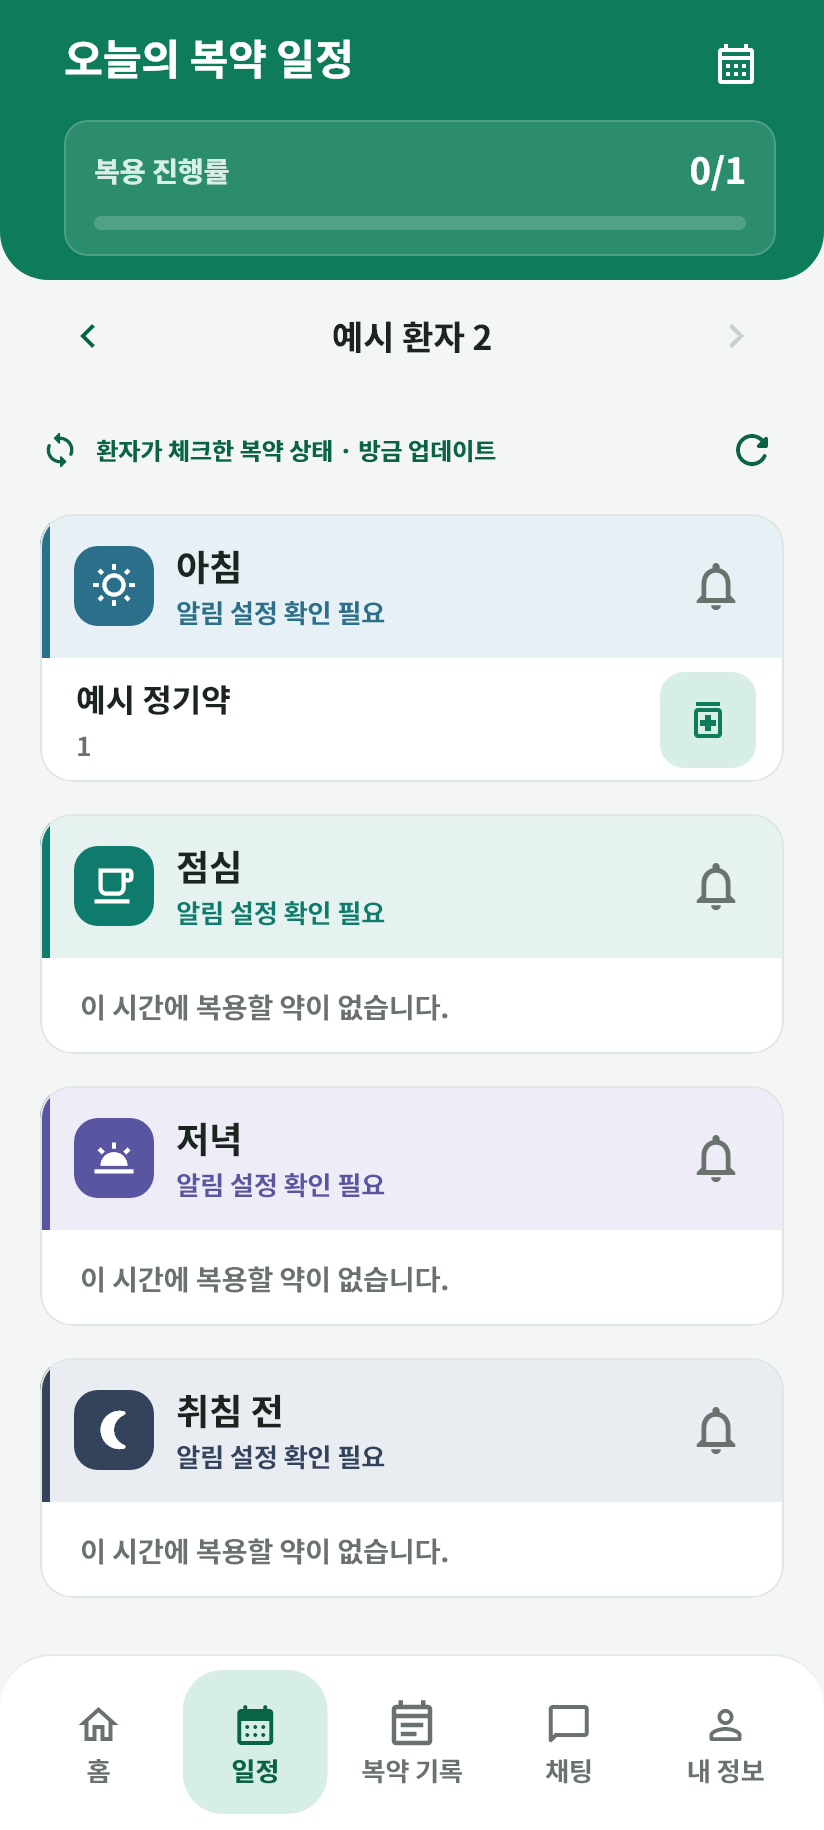 오늘의 복약 일정
복용 진행률
0/1
예시 환자 2
환자가 체크한 복약 상태 · 방금 업데이트
아침
알림 설정 확인 필요
예시 정기약
1
점심
알림 설정 확인 필요
이 시간에 복용할 약이 없습니다.
저녁
알림 설정 확인 필요
이 시간에 복용할 약이 없습니다.
취침 전
알림 설정 확인 필요
이 시간에 복용할 약이 없습니다.
홈
일정
복약 기록
채팅
내 정보